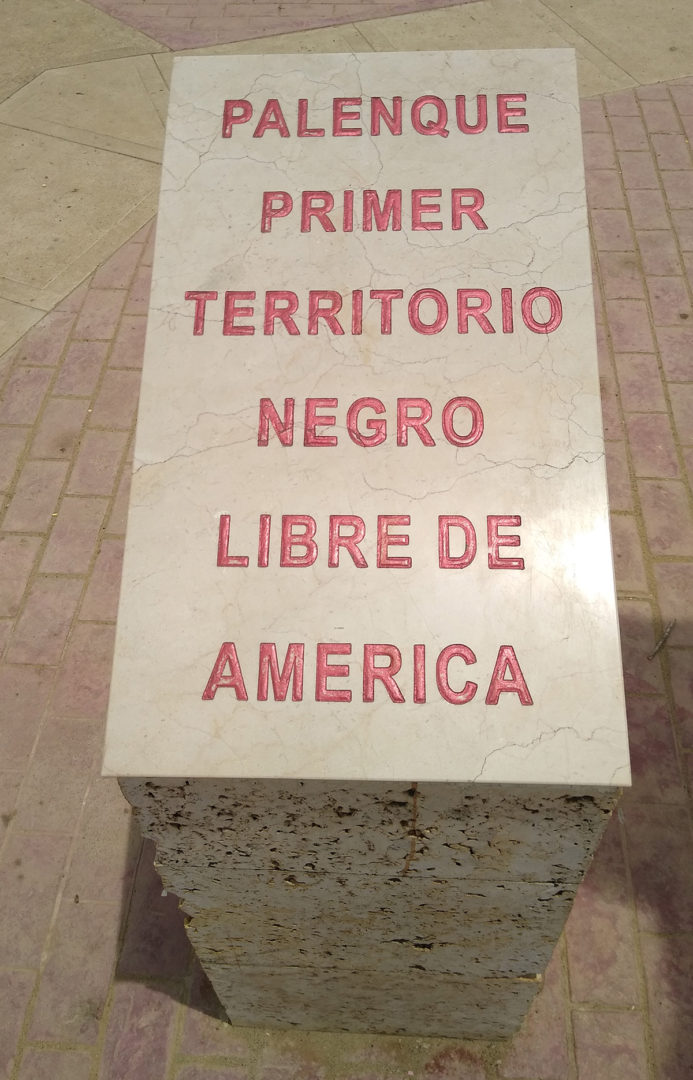 PALENQUE
PRIMER
TERRITORIO
NEGRO
LIBRE DE
AMERICA